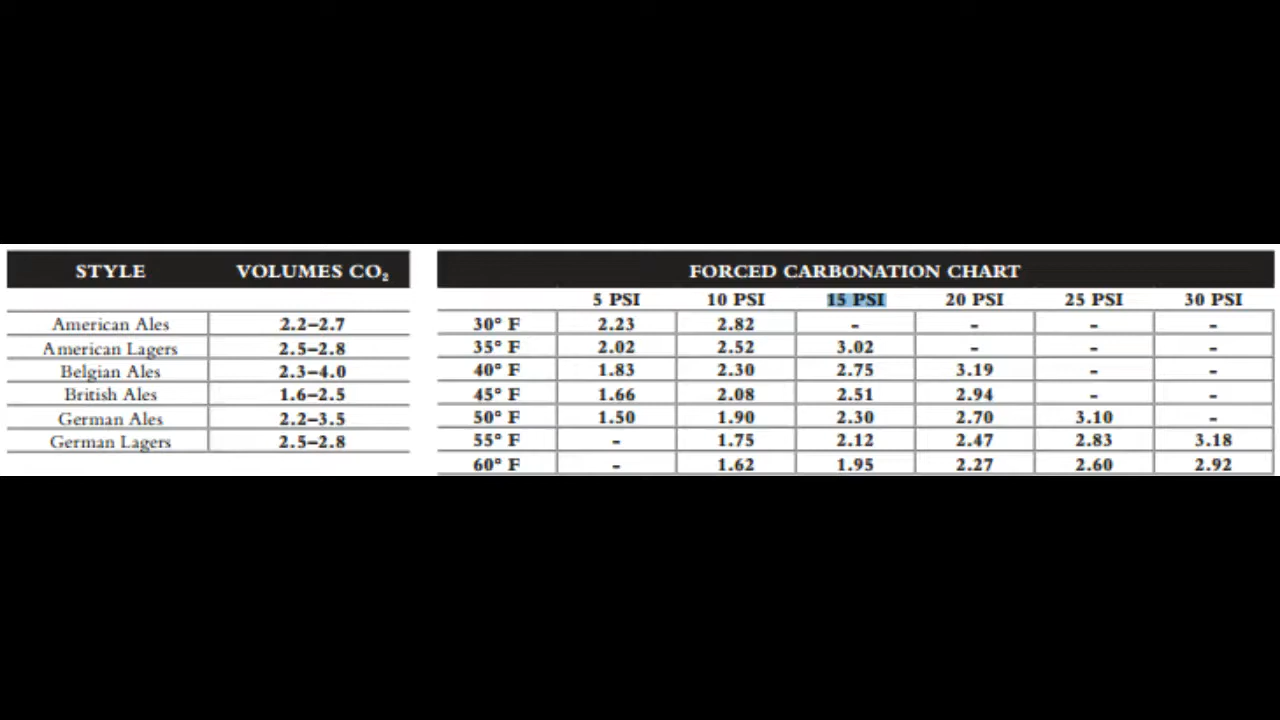 STYLE VOLUMES CO₂
American Ales 2.2–2.7
American Lagers 2.5–2.8
Belgian Ales 2.3–4.0
British Ales 1.6–2.5
German Ales 2.2–3.5
German Lagers 2.5–2.8
FORCED CARBONATION CHART
5 PSI 10 PSI 15 PSI 20 PSI 25 PSI 30 PSI
30° F 2.23 2.82 - - - -
35° F 2.02 2.52 3.02 - - -
40° F 1.83 2.30 2.75 3.19 - -
45° F 1.66 2.08 2.51 2.94 - -
50° F 1.50 1.90 2.30 2.70 3.10 -
55° F - 1.75 2.12 2.47 2.83 3.18
60° F - 1.62 1.95 2.27 2.60 2.92